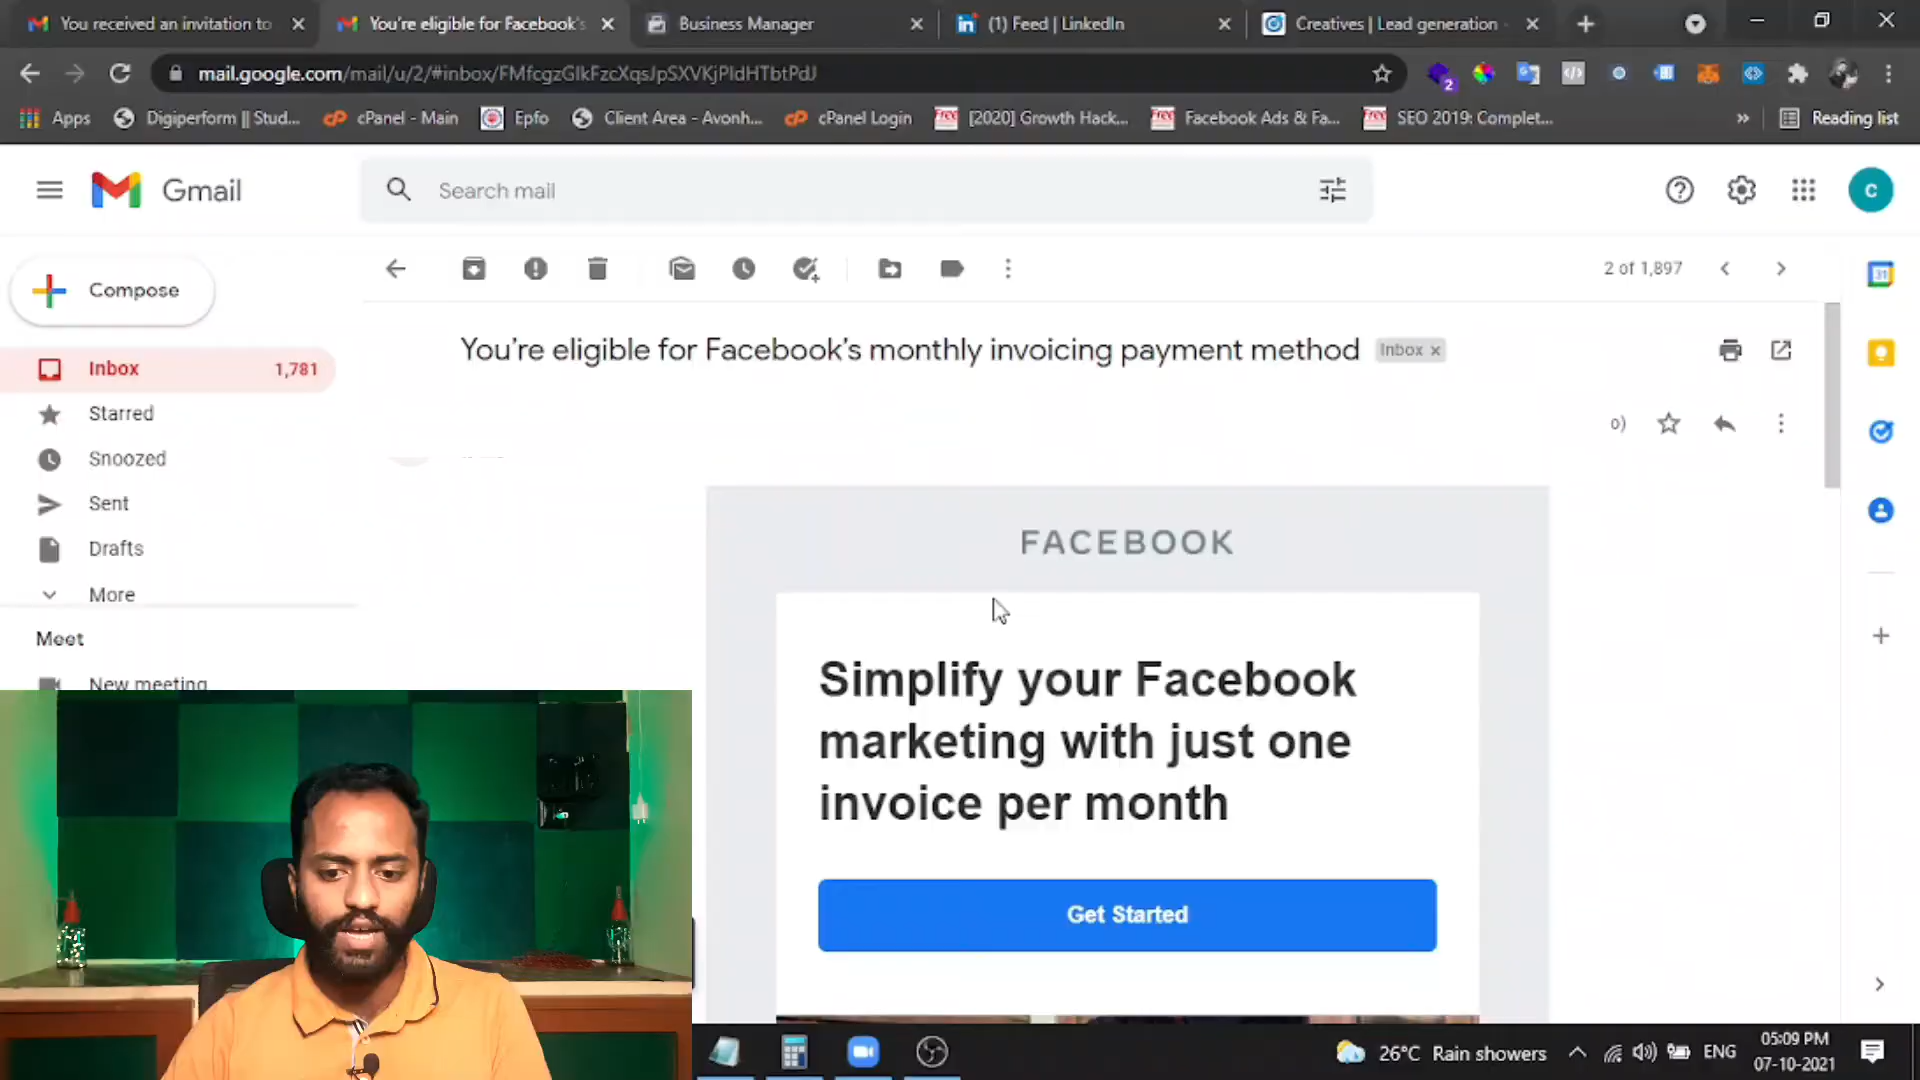 You received an invitation to
You're eligible for Facebook's
Business Manager
(1) Feed | LinkedIn
Creatives | Lead generation
mail.google.com/mail/u/2/#inbox/FMfcgzGlkFzcXqsJpSXVKjPldHTbtPdJ
2
Apps
Digiperform || Stud...
cPanel - Main
Epfo
Client Area - Avonh...
cPanel Login
[2020] Growth Hack...
Facebook Ads & Fa...
SEO 2019: Complet...
»
Reading list
Gmail
Search mail
C
Compose
2 of 1,897
31
You're eligible for Facebook's monthly invoicing payment method
Inbox x
Inbox
1,781
Starred
Snoozed
Sent
Drafts
More
o)
Meet
New meeting
FACEBOOK
Simplify your Facebook
marketing with just one
invoice per month
Get Started
26°C Rain showers
ENG
05:09 PM
07-10-2021